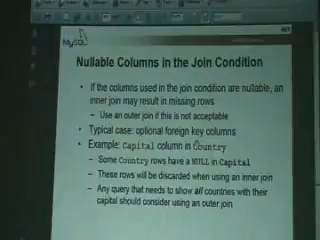 MySQL
Nullable Columns in the Join Condition
• If the columns used in the join condition are nullable, an
inner join may result in missing rows
– Use an outer join if this is not acceptable
• Typical case: optional foreign key columns
• Example: Capital column in Country
– Some Country rows have a NULL in Capital
– These rows will be discarded when using an inner join
– Any query that needs to show all countries with their
capital should consider using an outer join